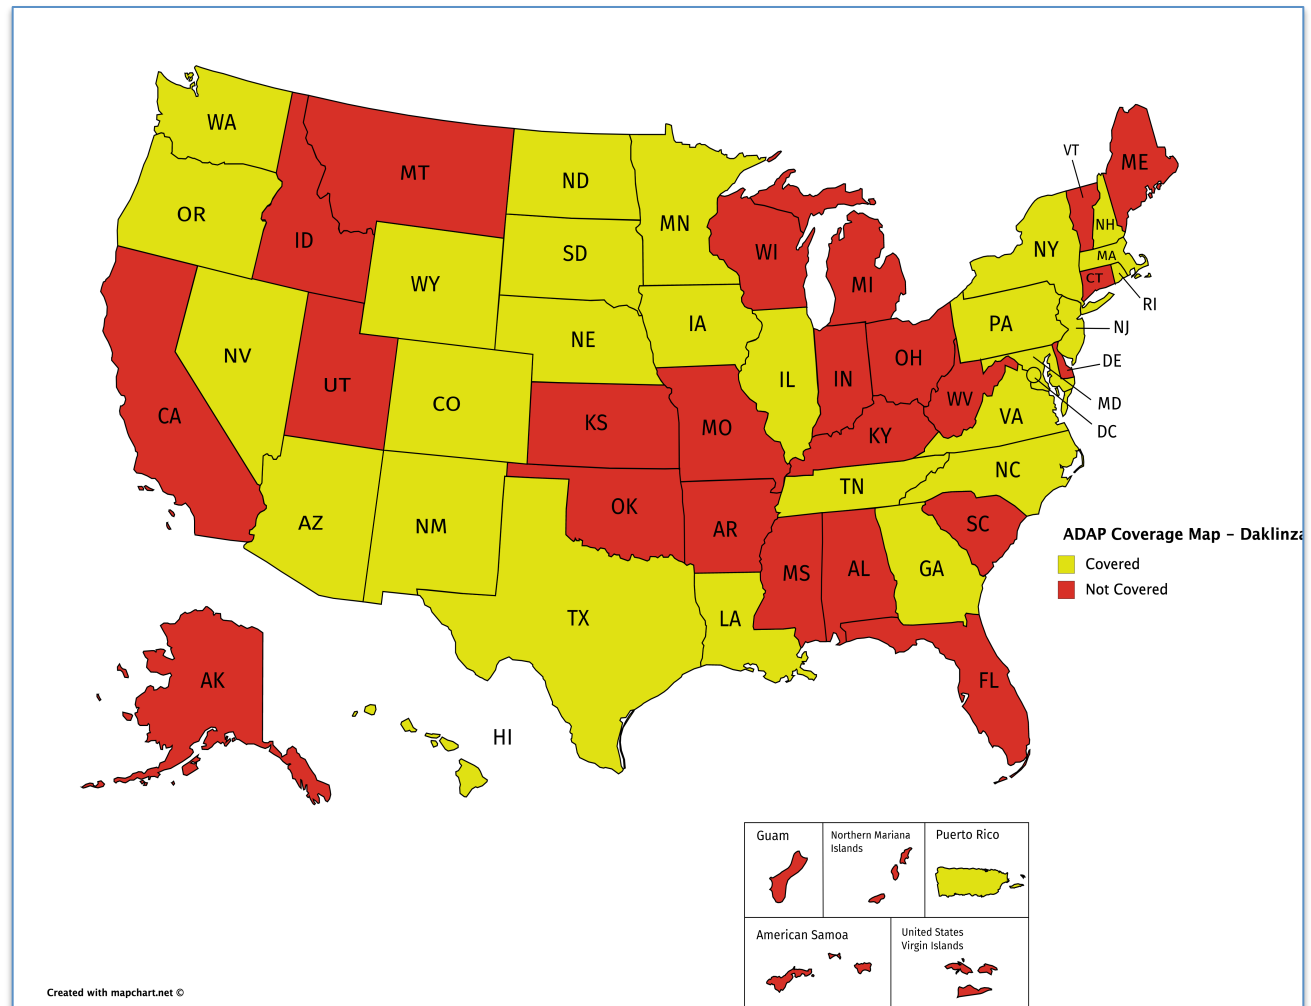 WA
MT
ME
VT
ND
OR
MN
NH
ID
NY
WI
SD
MA
CT
WY
MI
RI
IA
PA
NJ
NE
NV
OH
DE
IL
IN
UT
WV
CO
MD
CA
VA
KS
MO
DC
KY
NC
TN
OK
AZ
NM
AR
SC
ADAP Coverage Map – Daklinza
Covered
MS
AL
GA
Not Covered
TX
LA
AK
FL
HI
Guam
Northern Mariana
Islands
Puerto Rico
American Samoa
United States
Virgin Islands
Created with mapchart.net ©